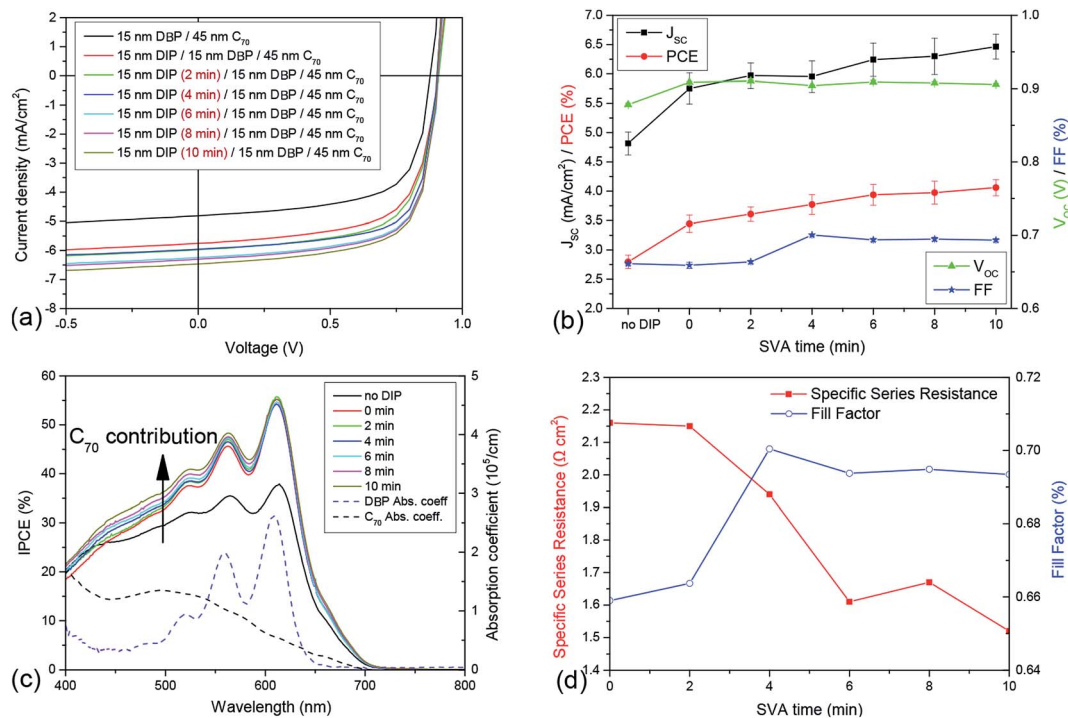 15 nm DBP / 45 nm C70
15 nm DIP / 15 nm DBP / 45 nm C70
15 nm DIP (2 min) / 15 nm DBP / 45 nm C70
15 nm DIP (4 min) / 15 nm DBP / 45 nm C70
15 nm DIP (6 min) / 15 nm DBP / 45 nm C70
15 nm DIP (8 min) / 15 nm DBP / 45 nm C70
15 nm DIP (10 min) / 15 nm DBP / 45 nm C70
2
1
0
-1
-2
-3
-4
-5
-6
-7
-8
Current density (mA/cm²)
-0.5 0.0 0.5 1.0
Voltage (V)
(a)
JSC
PCE
VOC
FF
7.0
6.5
6.0
5.5
5.0
4.5
4.0
3.5
3.0
2.5
2.0
JSC (mA/cm²) / PCE (%)
1.0
0.9
0.8
0.7
0.6
VOC (V) / FF (%)
no DIP 0 2 4 6 8 10
SVA time (min)
(b)
60
50
40
30
20
10
0
IPCE (%)
C70 contribution
no DIP
0 min
2 min
4 min
6 min
8 min
10 min
DBP Abs. coeff
C70 Abs. coeff.
5
4
3
2
1
0
Absorption coefficient (10⁵/cm)
400 500 600 700 800
Wavelength (nm)
(c)
Specific Series Resistance
Fill Factor
2.3
2.2
2.1
2.0
1.9
1.8
1.7
1.6
1.5
1.4
Specific Series Resistance (Ω cm²)
0.72
0.70
0.68
0.66
0.64
Fill Factor (%)
0 2 4 6 8 10
SVA time (min)
(d)